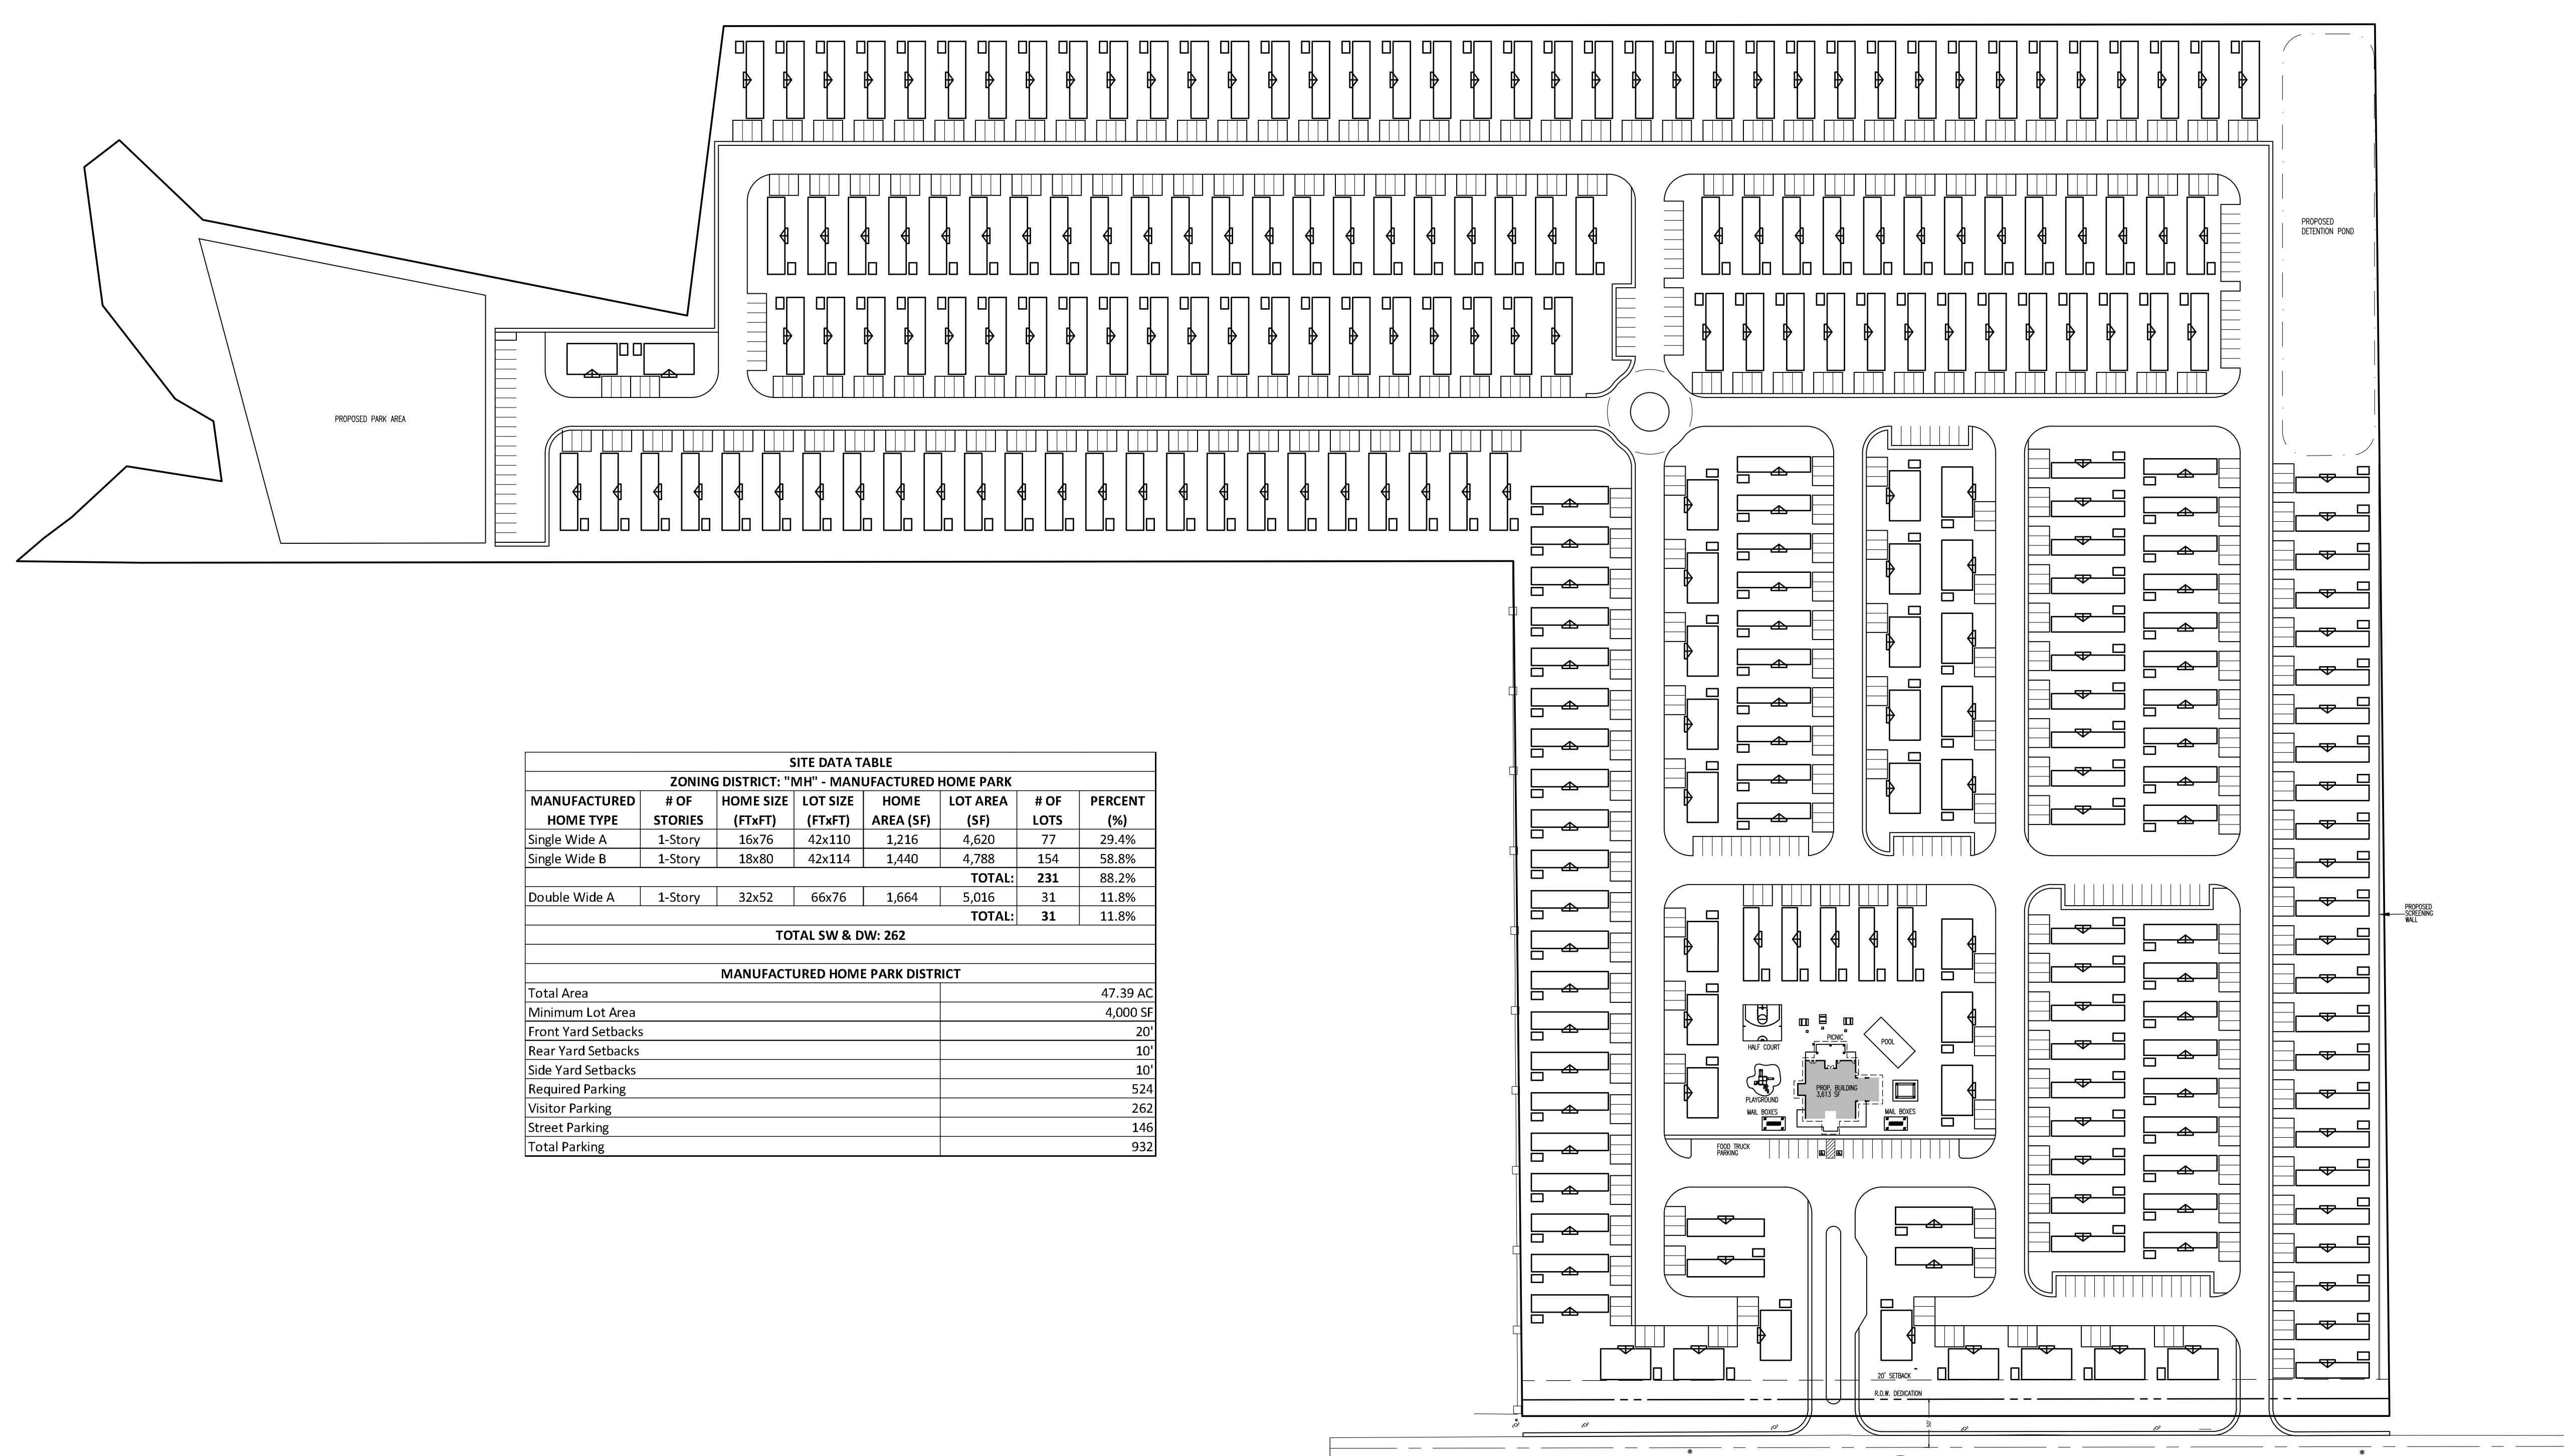 PROPOSED
DETENTION POND
PROPOSED PARK AREA
SITE DATA TABLE
ZONING DISTRICT: "MH" - MANUFACTURED HOME PARK
MANUFACTURED HOME TYPE # OF STORIES HOME SIZE (FTxFT) LOT SIZE (FTxFT) HOME AREA (SF) LOT AREA (SF) # OF LOTS PERCENT (%)
Single Wide A 1-Story 16x76 42x110 1,216 4,620 77 29.4%
Single Wide B 1-Story 18x80 42x114 1,440 4,788 154 58.8%
TOTAL: 231 88.2%
Double Wide A 1-Story 32x52 66x76 1,664 5,016 31 11.8%
TOTAL: 31 11.8%
TOTAL SW & DW: 262
MANUFACTURED HOME PARK DISTRICT
Total Area 47.39 AC
Minimum Lot Area 4,000 SF
Front Yard Setbacks 20'
Rear Yard Setbacks 10'
Side Yard Setbacks 10'
Required Parking 524
Visitor Parking 262
Street Parking 146
Total Parking 932
PROPOSED
SCREENING
WALL
PICNIC
HALF COURT
POOL
PROP. BUILDING
3,613 SF
PLAYGROUND
MAIL BOXES
MAIL BOXES
FOOD TRUCK
PARKING
20' SETBACK
R.O.W. DEDICATION
50'